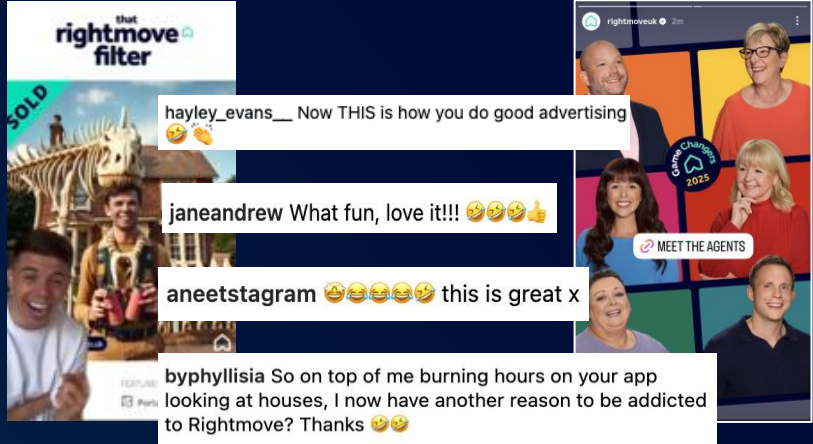 that
rightmove
filter
SOLD
rightmoveuk 2m
hayley_evans__ Now THIS is how you do good advertising
🤣👏
GameChangers
2025
janeandrew What fun, love it!!! 🤣🤣🤣👍
MEET THE AGENTS
aneetstagram 🤩😂😂😂🤣 this is great x
byphyllisia So on top of me burning hours on your app
looking at houses, I now have another reason to be addicted
to Rightmove? Thanks 🤣🤣